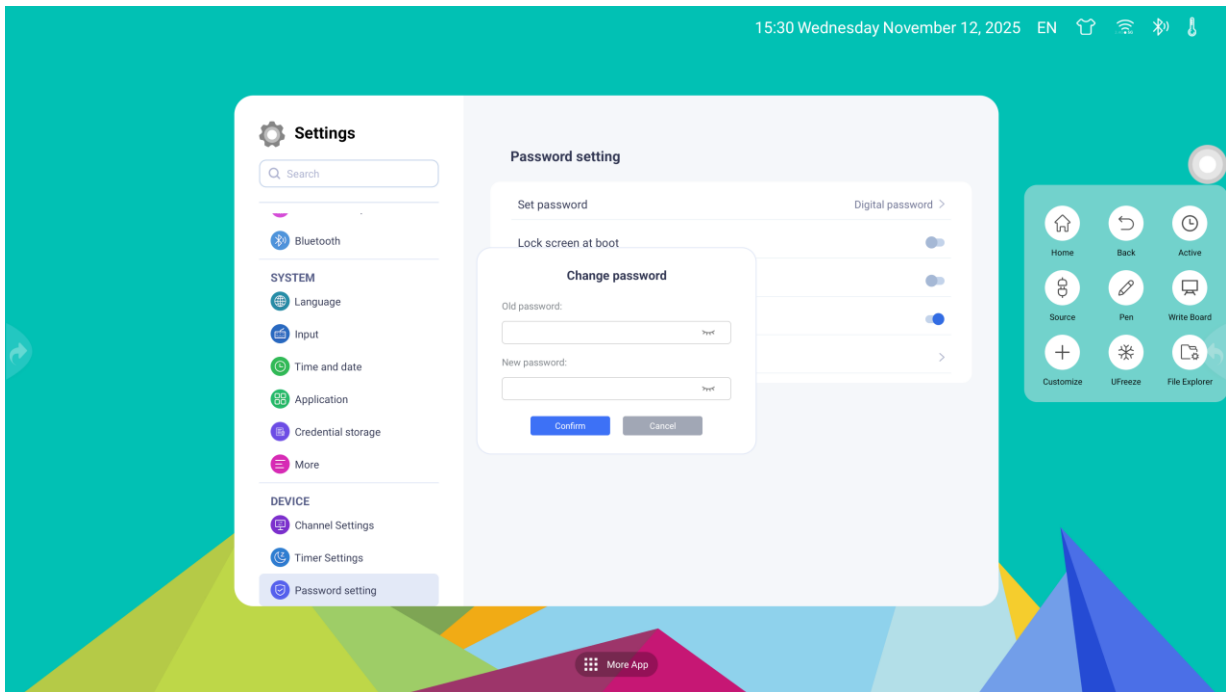 15:30 Wednesday November 12, 2025 EN
Settings
Search
Bluetooth
SYSTEM
Language
Input
Time and date
Application
Credential storage
More
DEVICE
Channel Settings
Timer Settings
Password setting
Password setting
Set password Digital password
Lock screen at boot
Change password
Old password:
New password:
Confirm Cancel
Home Back Active
Source Pen Write Board
Customize UFreeze File Explorer
More App